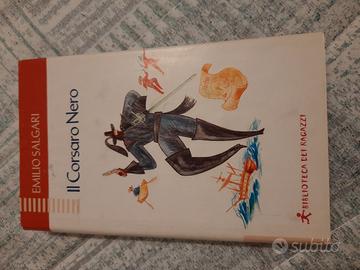 EMILIO SALGARI
Il Corsaro Nero
BIBLIOTECA DEI RAGAZZI
subito